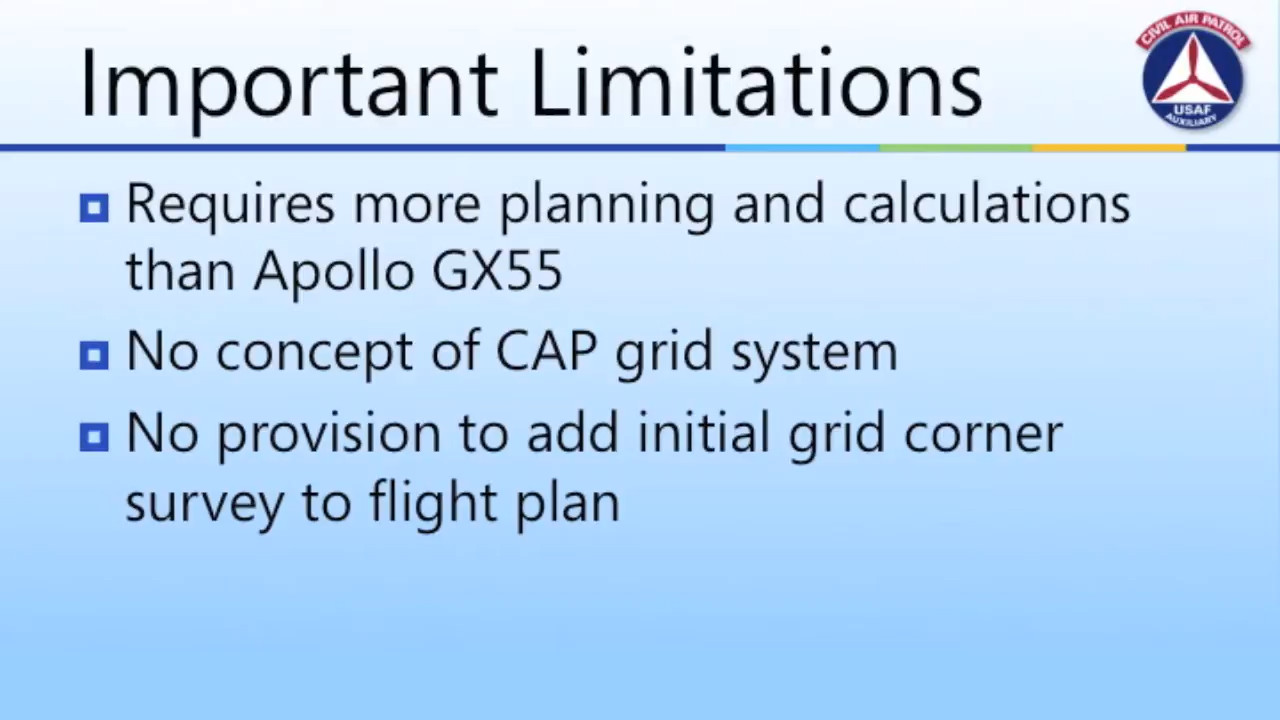 Important Limitations
CIVIL AIR PATROL
USAF
AUXILIARY
Requires more planning and calculations
than Apollo GX55
No concept of CAP grid system
No provision to add initial grid corner
survey to flight plan